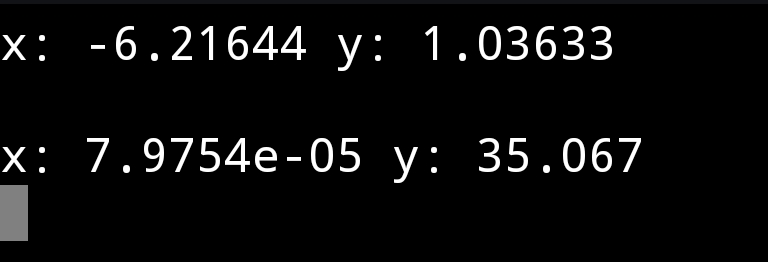 x: -6.21644 y: 1.03633
x: 7.9754e-05 y: 35.067